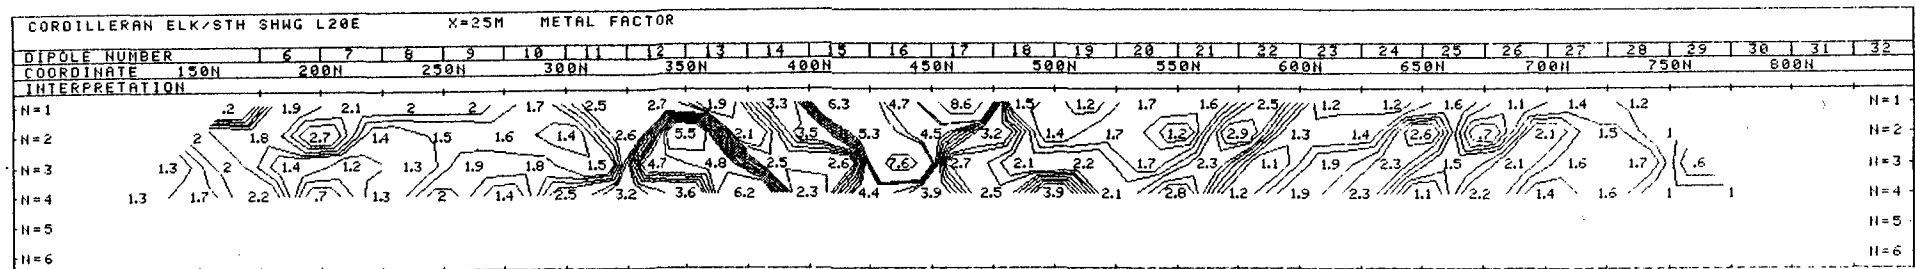 CORDILLERAN ELK/STH SHWG L20E X=25M METAL FACTOR
DIPOLE NUMBER 6 7 8 9 10 11 12 13 14 15 16 17 18 19 20 21 22 23 24 25 26 27 28 29 30 31 32
COORDINATE 150N 200N 250N 300N 350N 400N 450N 500N 550N 600N 650N 700N 750N 800N
INTERPRETATION
N=1 .2 1.9 2.1 2 2 1.7 2.5 2.7 1.9 3.3 6.3 4.7 8.6 1.5 1.2 1.7 1.6 2.5 1.2 1.2 1.6 1.1 1.4 1.2 N=1
N=2 2 1.8 2.7 1.4 1.5 1.6 1.4 2.6 5.5 2.1 3.5 5.3 4.5 3.2 1.4 1.7 1.2 2.9 1.3 1.4 2.6 .7 2.1 1.5 1 N=2
N=3 1.3 2 1.4 1.2 1.3 1.9 1.8 1.5 4.7 4.8 2.5 2.6 7.6 2.7 2.1 2.2 1.7 2.3 1.1 1.9 2.3 1.5 2.1 1.6 1.7 .6 N=3
N=4 1.3 1.7 2.2 .7 1.3 2 1.4 2.5 3.2 3.6 6.2 2.3 4.4 3.9 2.5 3.9 2.1 2.8 1.2 1.9 2.3 1.1 2.2 1.4 1.6 1 1 N=4
N=5 N=5
N=6 N=6